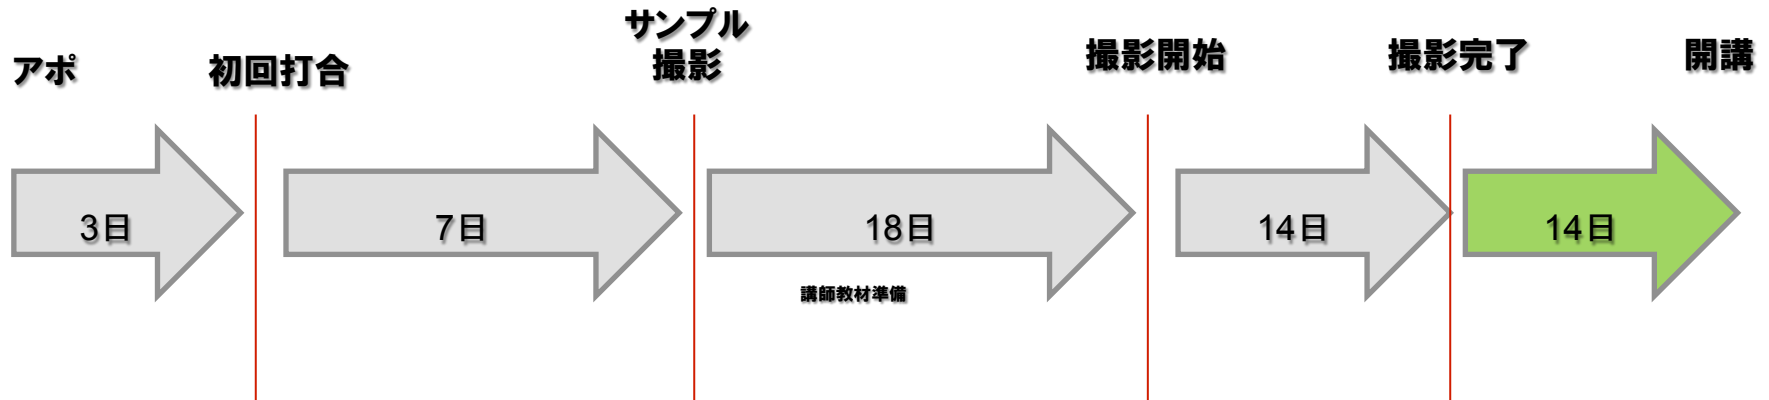 アポ
初回打合
サンプル
撮影
撮影開始
撮影完了
開講
3日
7日
18日
14日
14日
講師教材準備